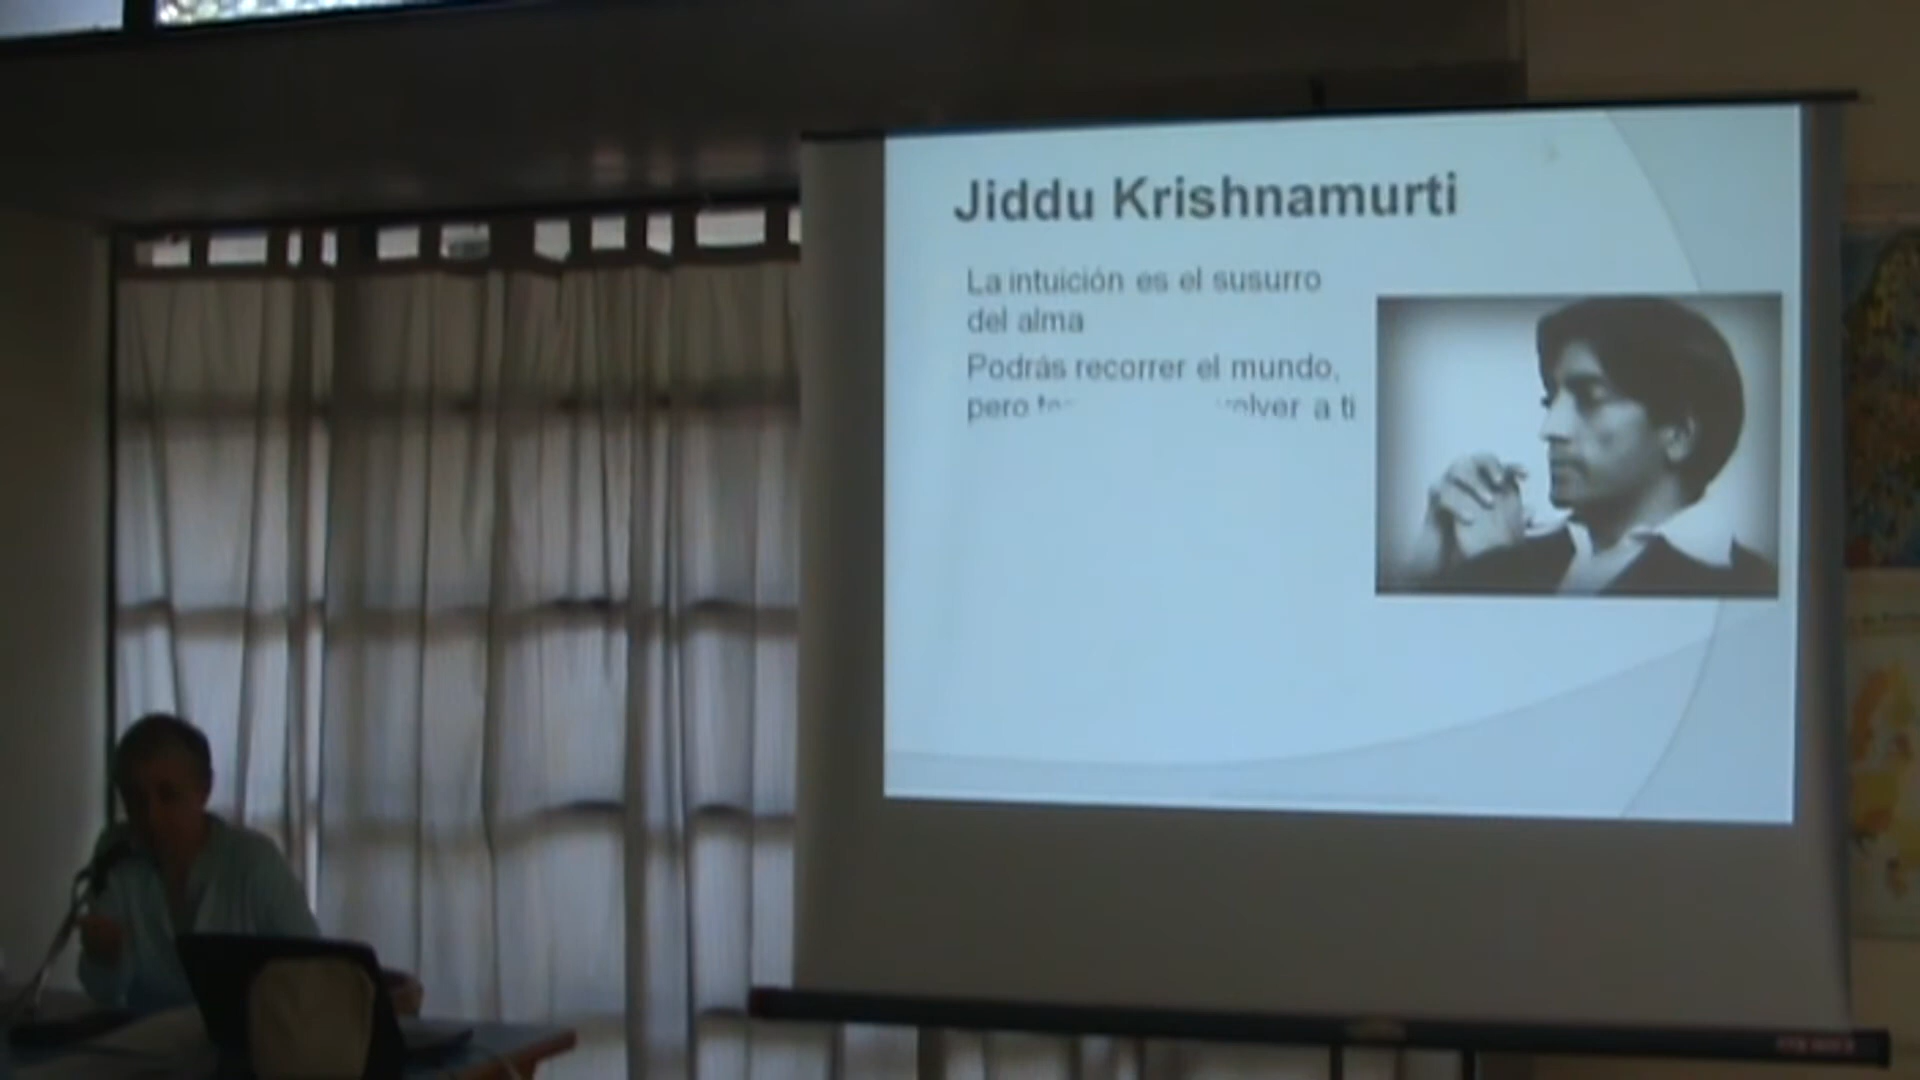 Jiddu Krishnamurti
La intuición es el susurro
del alma
Podrás recorrer el mundo,
pero volver a ti